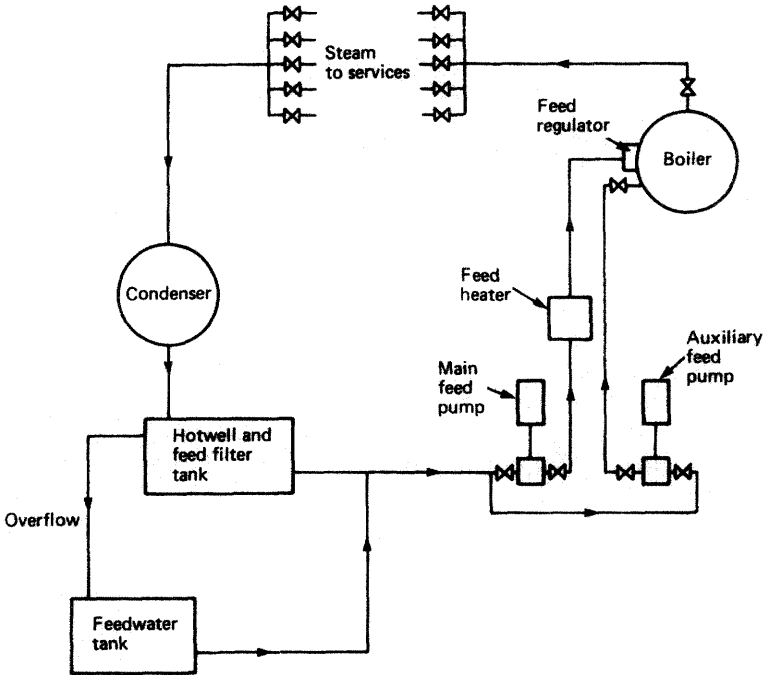 Steam
to services
Feed
regulator
Boiler
Condenser
Feed
heater
Auxiliary
feed
pump
Main
feed
pump
Hotwell and
feed filter
tank
Overflow
Feedwater
tank